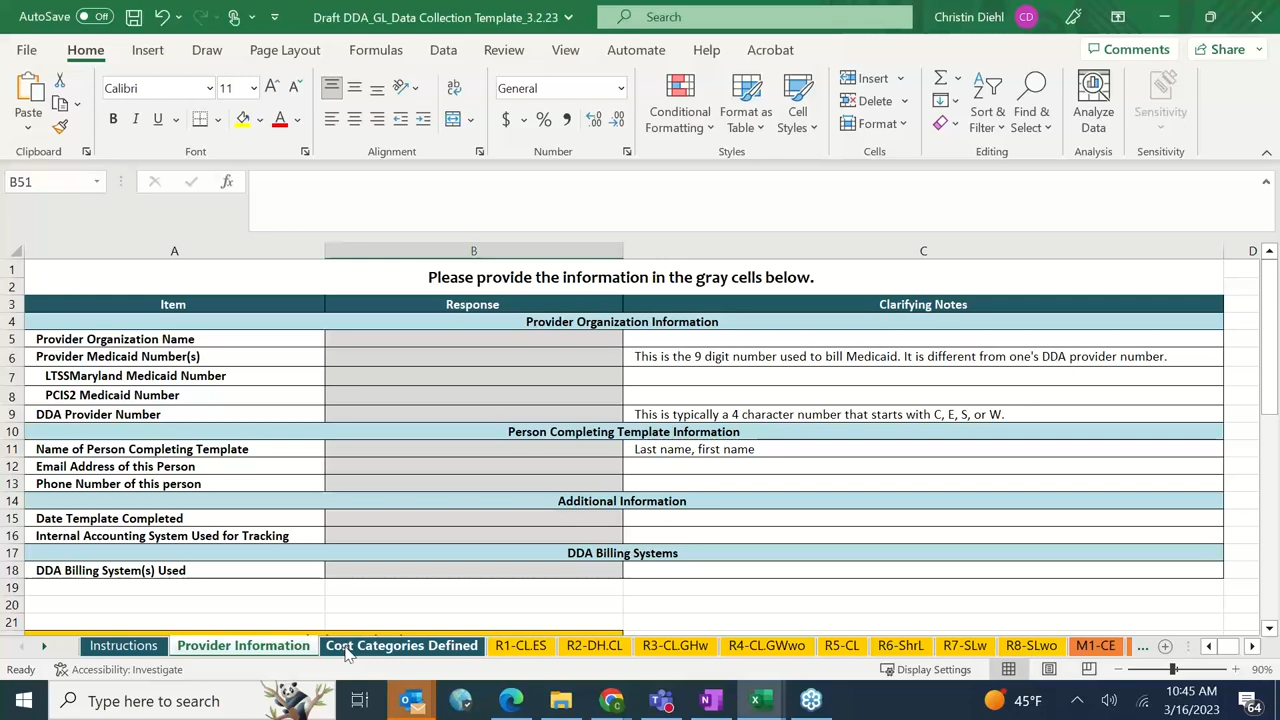 AutoSave Off Draft DDA_GL_Data Collection Template_3.2.23 Search Christin Diehl CD
File Home Insert Draw Page Layout Formulas Data Review View Automate Help Acrobat Comments Share
Paste Calibri 11 A A General Conditional Formatting Format as Table Cell Styles Insert Delete Format Sort & Filter Find & Select Analyze Data Sensitivity
B I U A $ % 
Clipboard Font Alignment Number Styles Cells Editing Analysis Sensitivity
B51 fx
A B C D
1 Please provide the information in the gray cells below.
2
3 Item Response Clarifying Notes
4 Provider Organization Information
5 Provider Organization Name
6 Provider Medicaid Number(s) This is the 9 digit number used to bill Medicaid. It is different from one's DDA provider number.
7 LTSSMaryland Medicaid Number
8 PCIS2 Medicaid Number
9 DDA Provider Number This is typically a 4 character number that starts with C, E, S, or W.
10 Person Completing Template Information
11 Name of Person Completing Template Last name, first name
12 Email Address of this Person
13 Phone Number of this person
14 Additional Information
15 Date Template Completed
16 Internal Accounting System Used for Tracking
17 DDA Billing Systems
18 DDA Billing System(s) Used
19
20
21
Instructions Provider Information Cost Categories Defined R1-CL.ES R2-DH.CL R3-CL.GHw R4-CL.GWwo R5-CL R6-ShrL R7-SLw R8-SLwo M1-CE ...
Ready Accessibility: Investigate Display Settings 90%
Type here to search 45°F 10:45 AM
3/16/2023 64